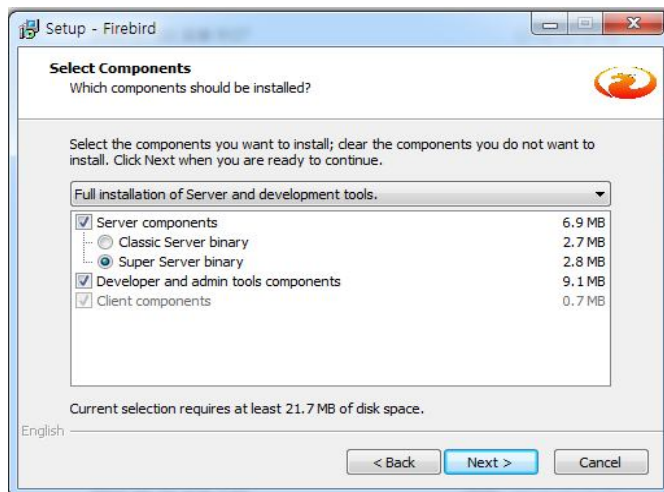 Setup - Firebird
Select Components
Which components should be installed?
Select the components you want to install; clear the components you do not want to
install. Click Next when you are ready to continue.
Full installation of Server and development tools.
Server components 6.9 MB
Classic Server binary 2.7 MB
Super Server binary 2.8 MB
Developer and admin tools components 9.1 MB
Client components 0.7 MB
Current selection requires at least 21.7 MB of disk space.
English
< Back Next > Cancel